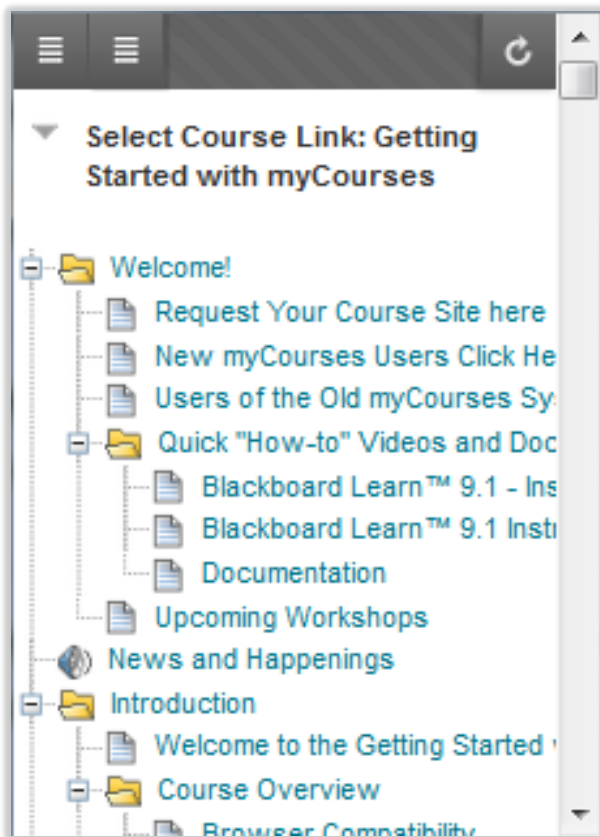 Select Course Link: Getting
Started with myCourses
Welcome!
Request Your Course Site here
New myCourses Users Click He
Users of the Old myCourses Sy
Quick "How-to" Videos and Doc
Blackboard Learn™ 9.1 - Ins
Blackboard Learn™ 9.1 Instr
Documentation
Upcoming Workshops
News and Happenings
Introduction
Welcome to the Getting Started
Course Overview
Browser Compatibility